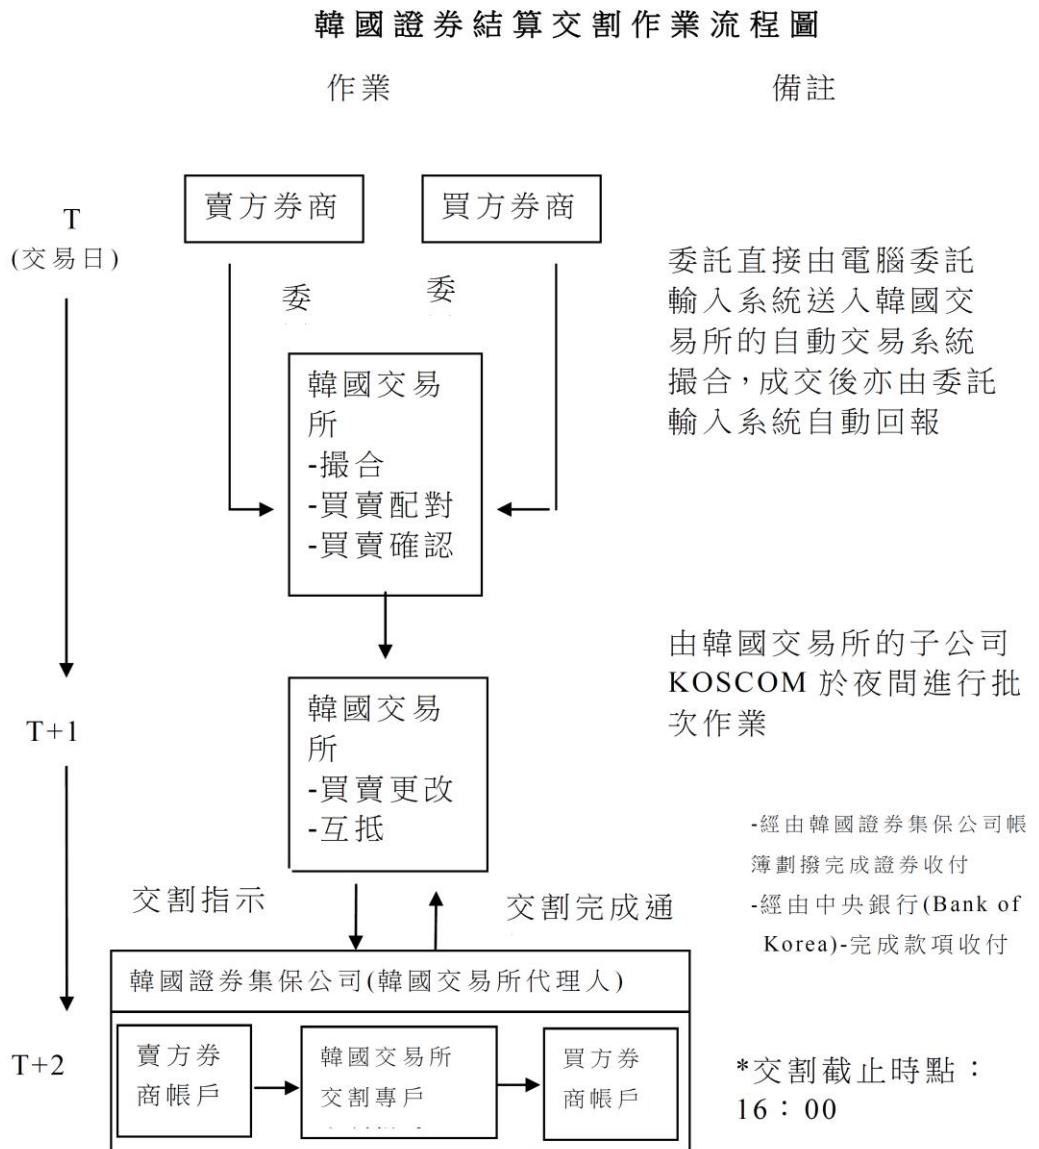 韓國證券結算交割作業流程圖
作業
備註
賣方券商
買方券商
T
(交易日)
委
委
委託直接由電腦委託
輸入系統送入韓國交
易所的自動交易系統
撮合，成交後亦由委託
輸入系統自動回報
韓國交易
所
-撮合
-買賣配對
-買賣確認
由韓國交易所的子公司
KOSCOM 於夜間進行批
次作業
T+1
韓國交易
所
-買賣更改
-互抵
-經由韓國證券集保公司帳
簿劃撥完成證券收付
-經由中央銀行(Bank of
Korea)-完成款項收付
交割指示
交割完成通
韓國證券集保公司(韓國交易所代理人)
T+2
賣方券
商帳戶
韓國交易所
交割專戶
買方券
商帳戶
*交割截止時點：
16：00